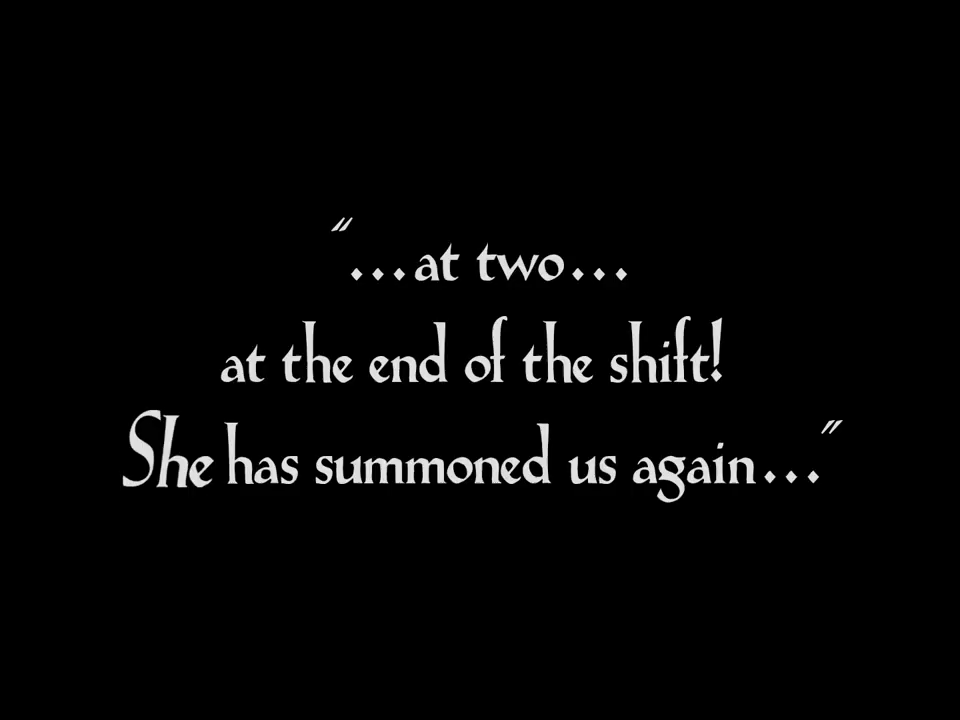 "...at two...
at the end of the shift!
She has summoned us again..."